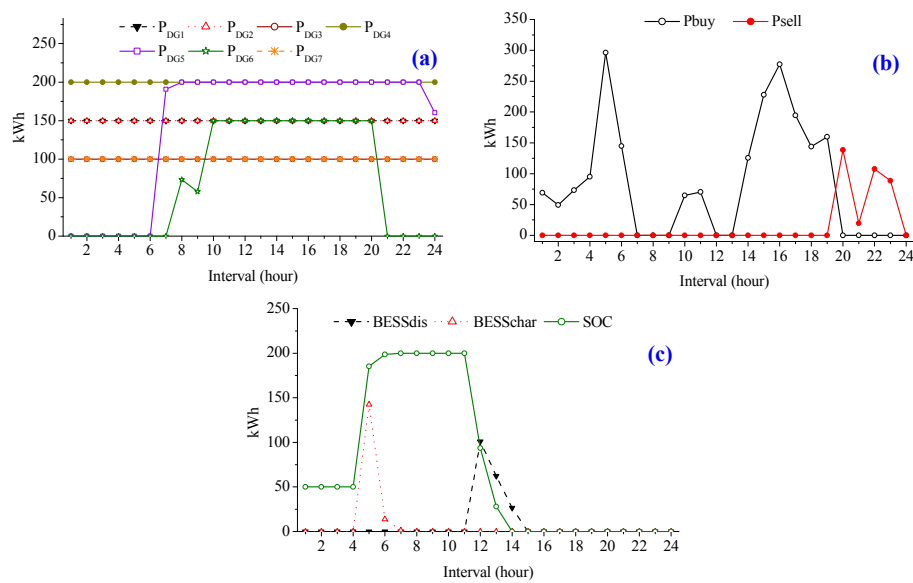 P_DG1 P_DG2 P_DG3 P_DG4
P_DG5 P_DG6 P_DG7
(a)
250
200
150
100
50
0
kWh
2 4 6 8 10 12 14 16 18 20 22 24
Interval (hour)
Pbuy Psell
(b)
350
300
250
200
150
100
50
0
kWh
2 4 6 8 10 12 14 16 18 20 22 24
Interval (hour)
BESSdis BESSchar SOC
(c)
250
200
150
100
50
0
kWh
2 4 6 8 10 12 14 16 18 20 22 24
Interval (hour)